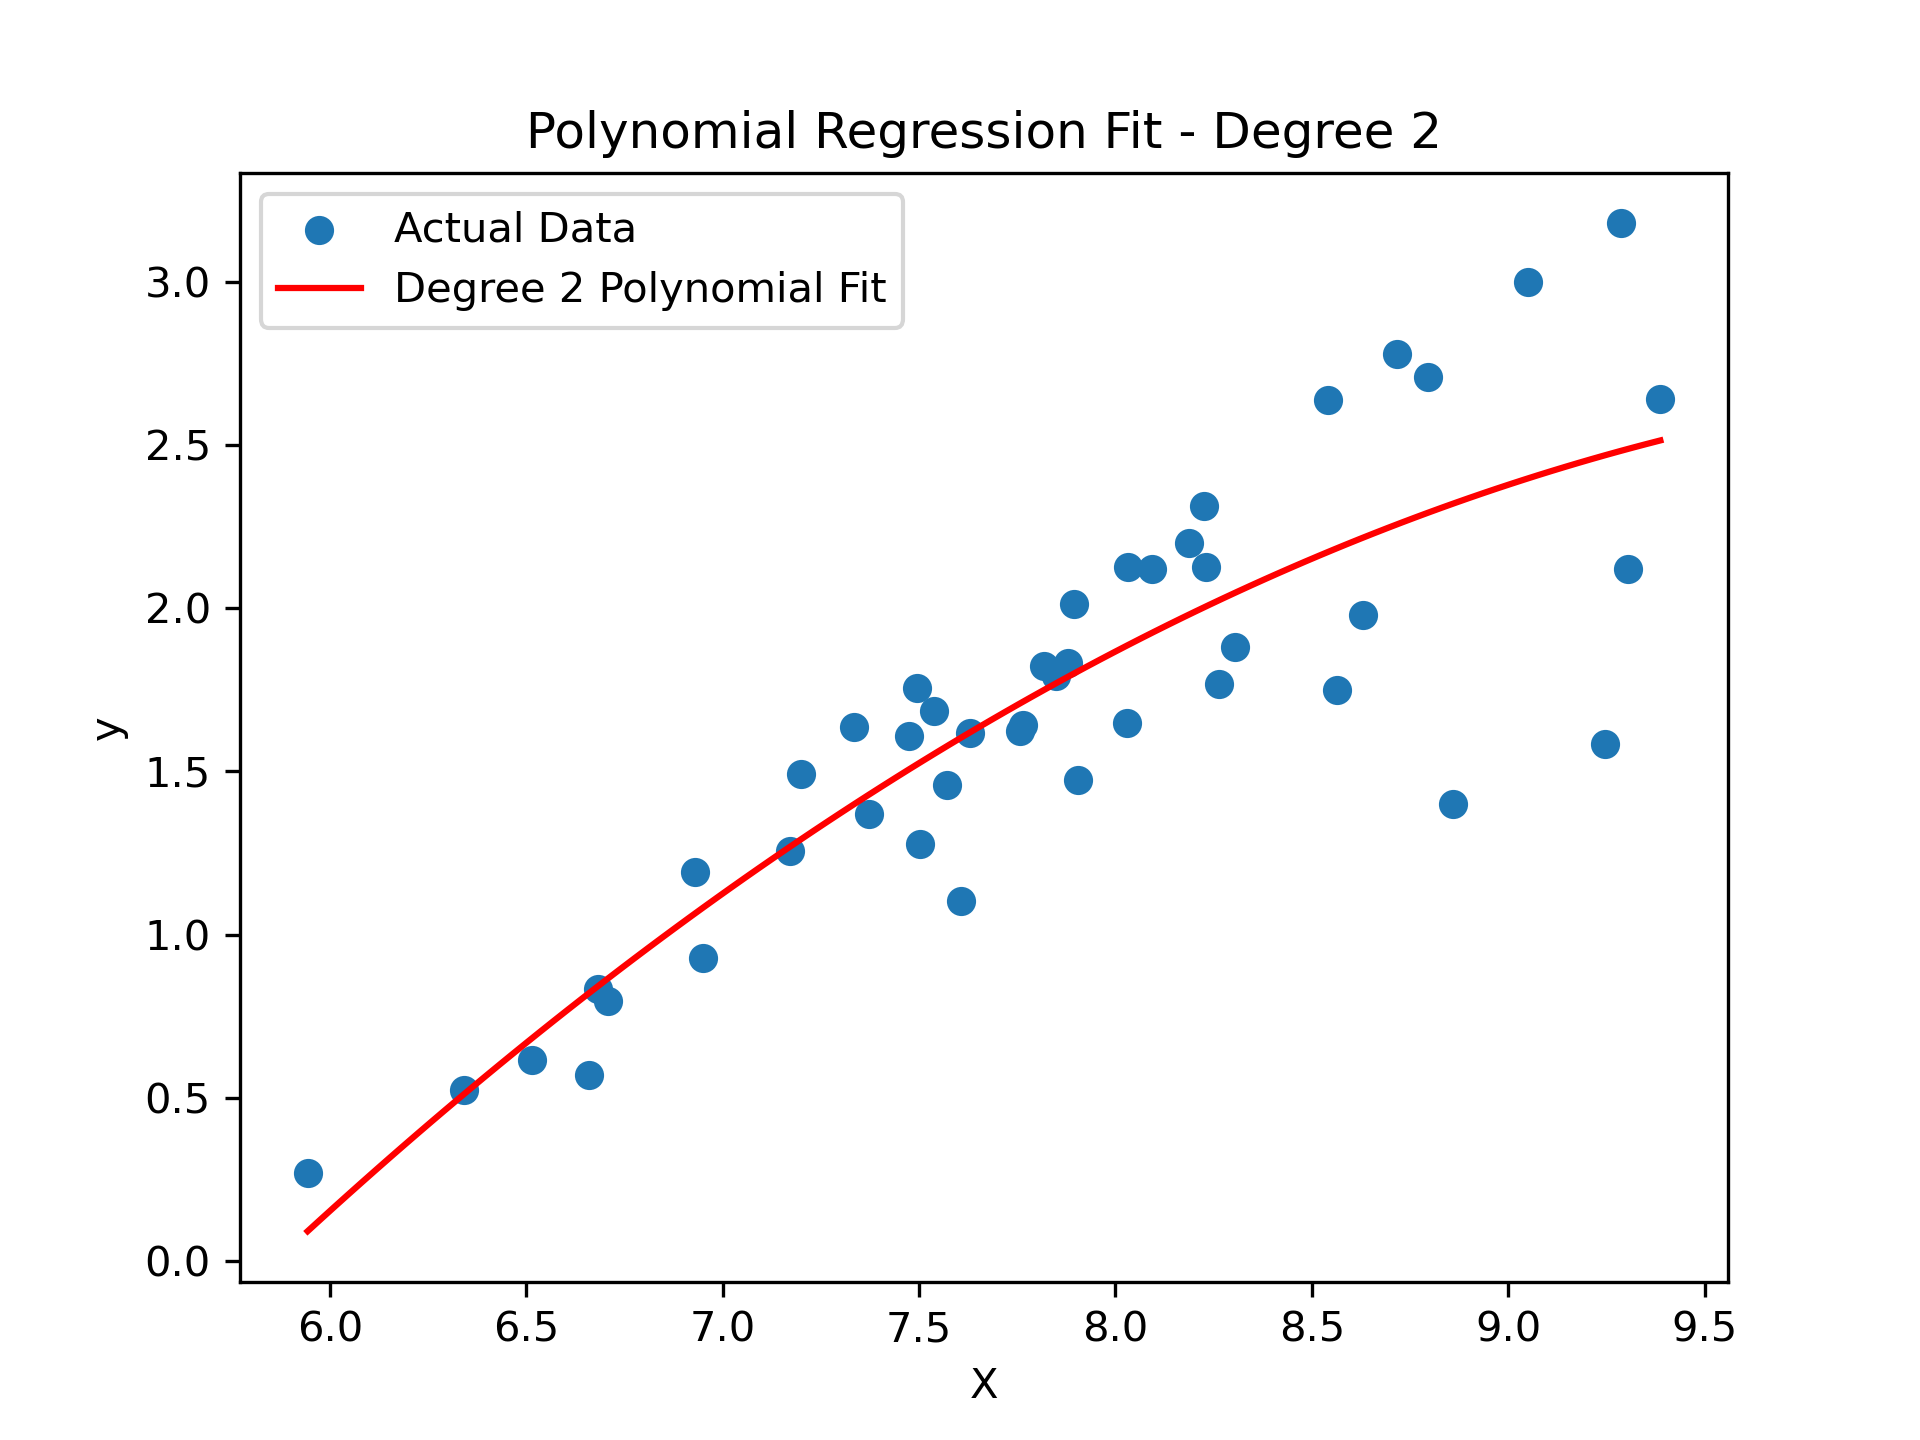 Polynomial Regression Fit - Degree 2
Actual Data
Degree 2 Polynomial Fit
3.0
2.5
2.0
1.5
1.0
0.5
0.0
y
6.0 6.5 7.0 7.5 8.0 8.5 9.0 9.5
X